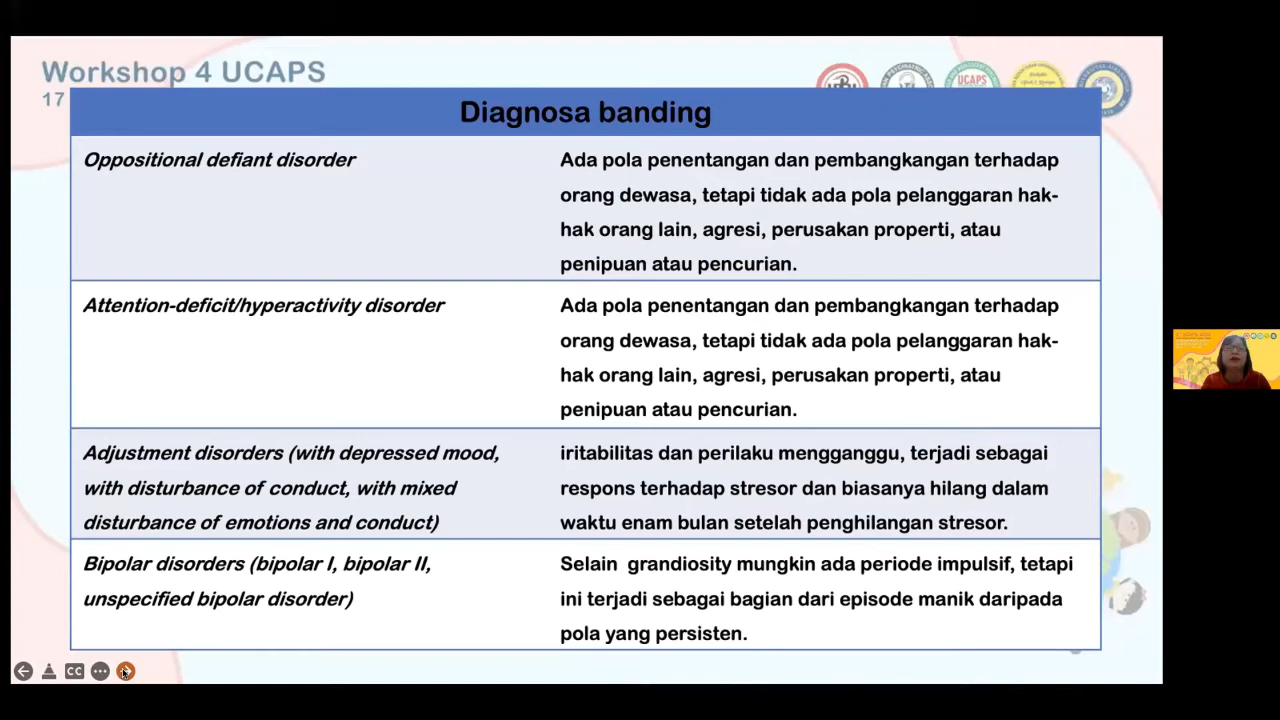 Workshop 4 UCAPS
17
UCAPS
Diagnosa banding
Oppositional defiant disorder
Ada pola penentangan dan pembangkangan terhadap
orang dewasa, tetapi tidak ada pola pelanggaran hak-
hak orang lain, agresi, perusakan properti, atau
penipuan atau pencurian.
Attention-deficit/hyperactivity disorder
Ada pola penentangan dan pembangkangan terhadap
orang dewasa, tetapi tidak ada pola pelanggaran hak-
hak orang lain, agresi, perusakan properti, atau
penipuan atau pencurian.
Adjustment disorders (with depressed mood,
with disturbance of conduct, with mixed
disturbance of emotions and conduct)
iritabilitas dan perilaku mengganggu, terjadi sebagai
respons terhadap stresor dan biasanya hilang dalam
waktu enam bulan setelah penghilangan stresor.
Bipolar disorders (bipolar I, bipolar II,
unspecified bipolar disorder)
Selain grandiosity mungkin ada periode impulsif, tetapi
ini terjadi sebagai bagian dari episode manik daripada
pola yang persisten.
CC